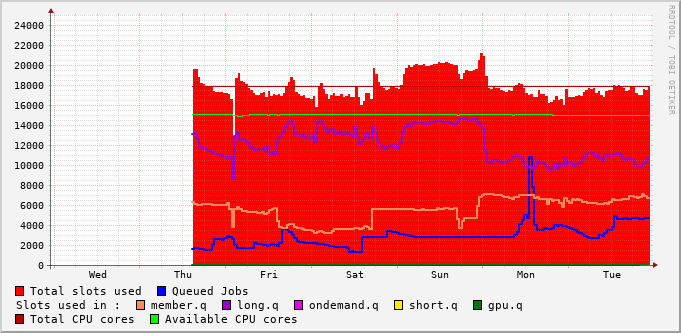 RRDTOOL / TOBI OETIKER
24000
22000
20000
18000
16000
14000
12000
10000
8000
6000
4000
2000
0
Wed Thu Fri Sat Sun Mon Tue
Total slots used Queued Jobs
Slots used in : member.q long.q ondemand.q short.q gpu.q
Total CPU cores Available CPU cores